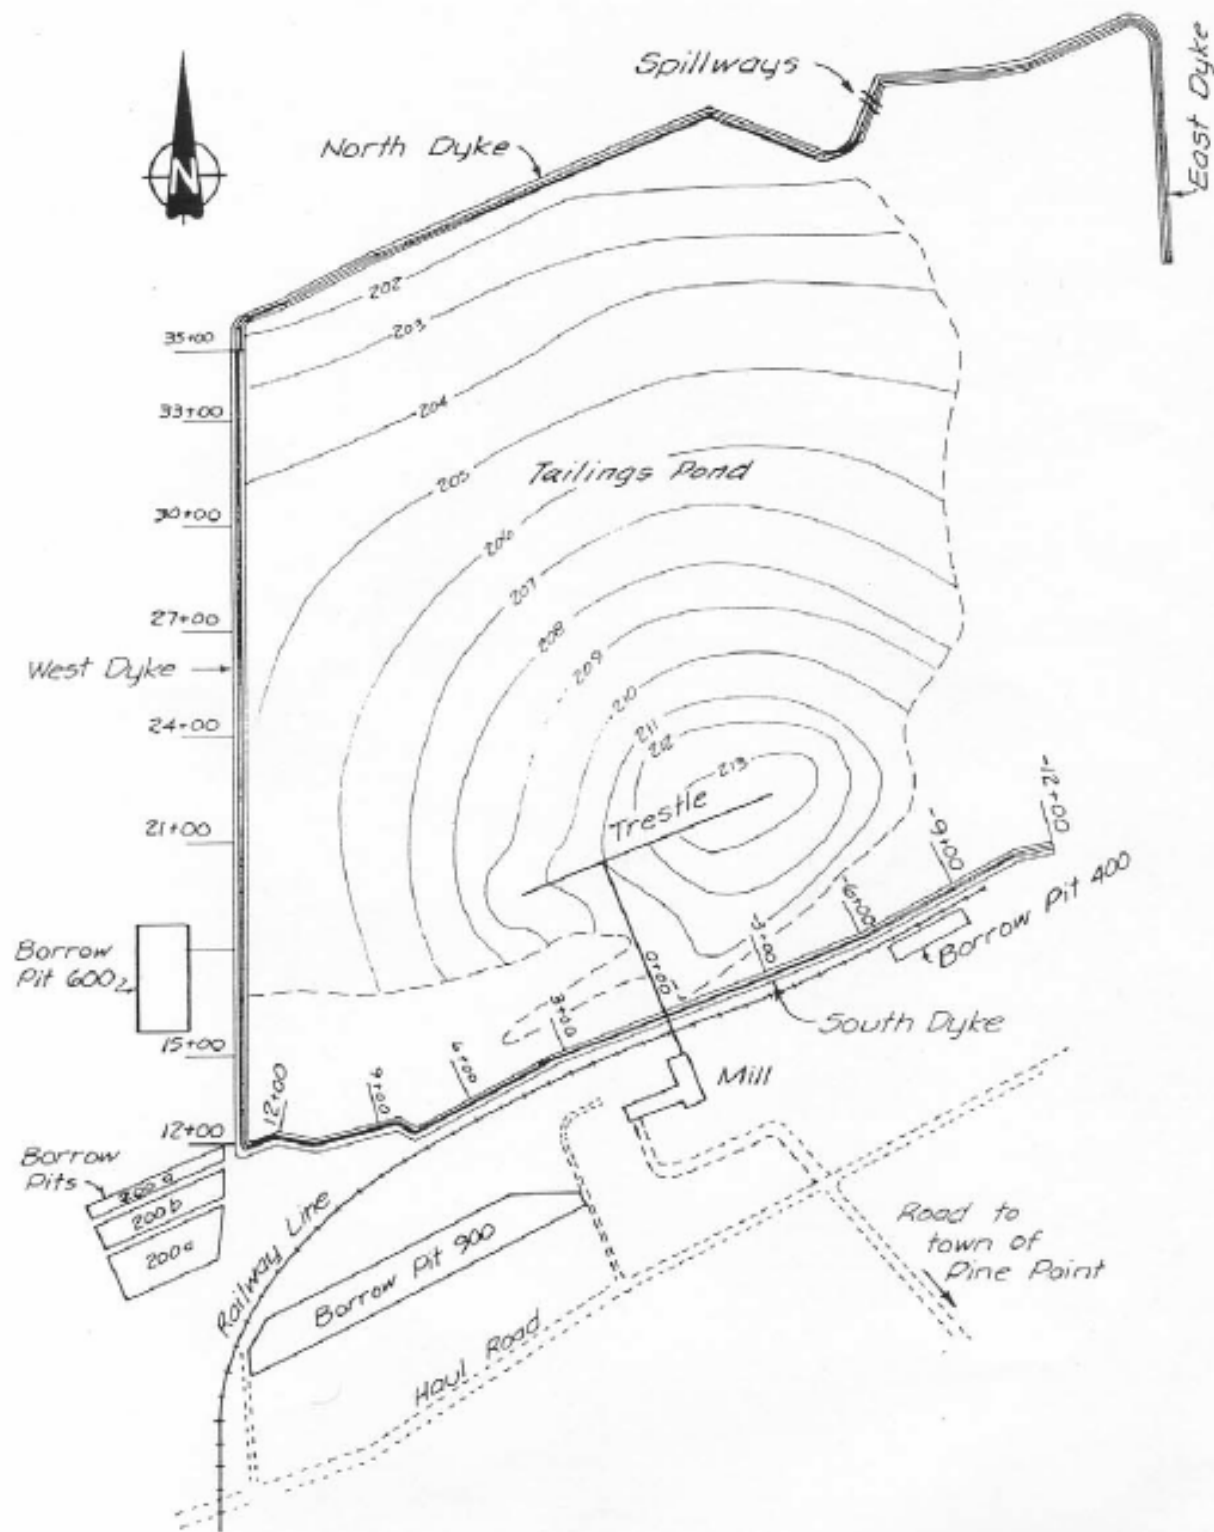 Spillways
East Dyke
North Dyke
N
202
203
35+00
33+00
204
Tailings Pond
205
30+00
206
207
27+00
208
West Dyke
209
210
24+00
211
212
213
-12+00
Trestle
21+00
-9+00
Borrow Pit 400
-6+00
Borrow
Pit 600
-3+00
0+00
3+00
South Dyke
15+00
6+00
9+00
12+00
Mill
12+00
Borrow
Pits
200b
Railway Line
Borrow Pit 900
Road to
town of
Pine Point
Haul Road